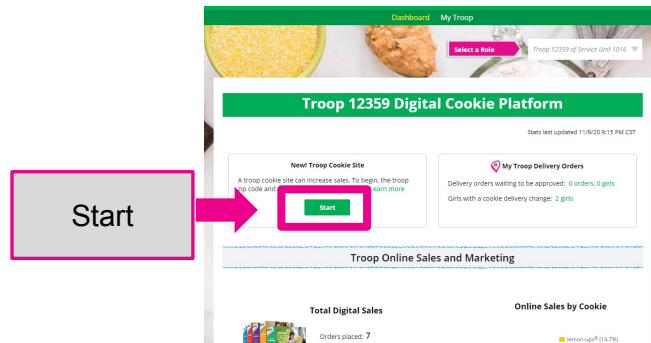 Dashboard My Troop
Select a Role
Troop 12359 of Service Unit 1016
Troop 12359 Digital Cookie Platform
Stats last updated 11/9/20 9:15 PM CST
New! Troop Cookie Site
A troop cookie site can increase sales. To begin, the troop
zip code and
earn more
Start
My Troop Delivery Orders
Delivery orders waiting to be approved: 0 orders, 0 girls
Girls with a cookie delivery change: 2 girls
Start
Troop Online Sales and Marketing
Total Digital Sales
Orders placed: 7
Online Sales by Cookie
lemon-ups® (14.7%)